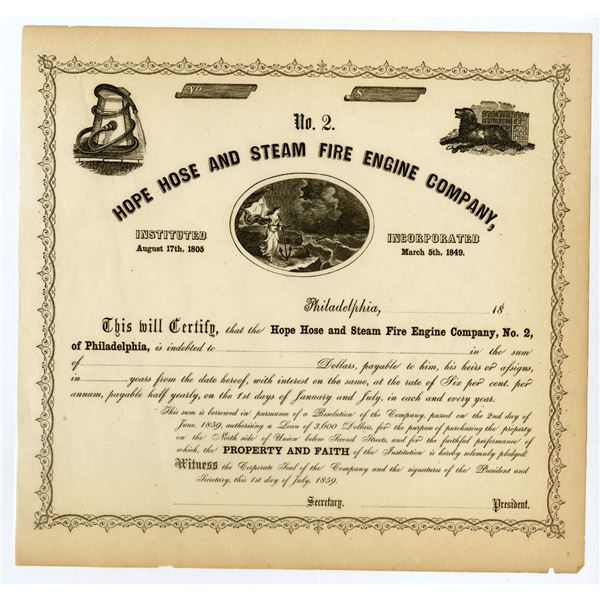 No.
$
No. 2.
HOPE HOSE AND STEAM FIRE ENGINE COMPANY,
INSTITUTED
August 17th, 1805
INCORPORATED
March 5th, 1849.
Philadelphia, 18
This will Certify, that the Hope Hose and Steam Fire Engine Company, No. 2,
of Philadelphia, is indebted to in the sum
of Dollars, payable to him, his heirs or assigns,
in years from the date hereof, with interest on the same, at the rate of Six per cent. per
annum, payable half yearly, on the 1st days of January and July, in each and every year.
This sum is borrowed in pursuance of a Resolution of the Company, passed on the 2nd day of
June, 1859, authorising a Loan of 3,600 Dollars, for the purpose of purchasing the property
on the North side of Union below Second Streets, and for the faithful performance of
which, the PROPERTY AND FAITH of the Institution is hereby solemnly pledged.
Witness the Corporate Seal of the Company and the signatures of the President and
Secretary, this 1st day of July, 1859.
Secretary. President.